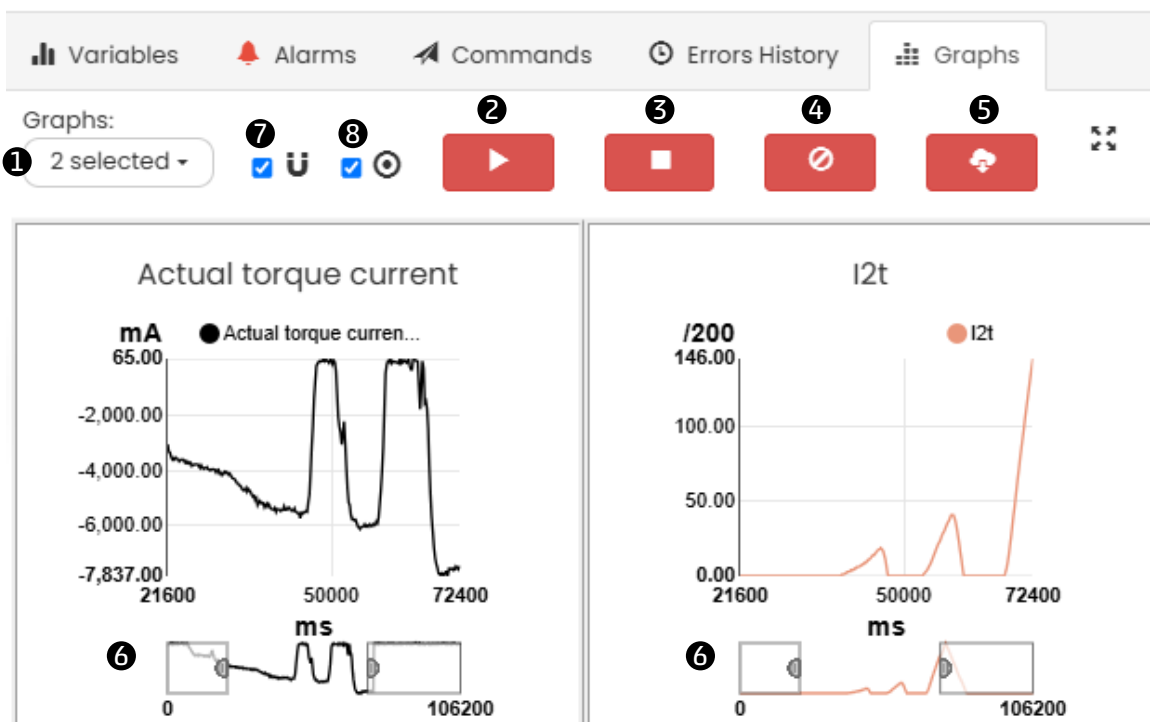 Variables Alarms Commands Errors History Graphs
Graphs:
❼ ❽ ❷ ❸ ❹ ❺
❶ 2 selected
Actual torque current
mA Actual torque curren...
65.00
-2,000.00
-4,000.00
-6,000.00
-7,837.00
21600 50000 72400
ms
❻
0 106200
I2t
/200 I2t
146.00
100.00
50.00
0.00
21600 50000 72400
ms
❻
0 106200